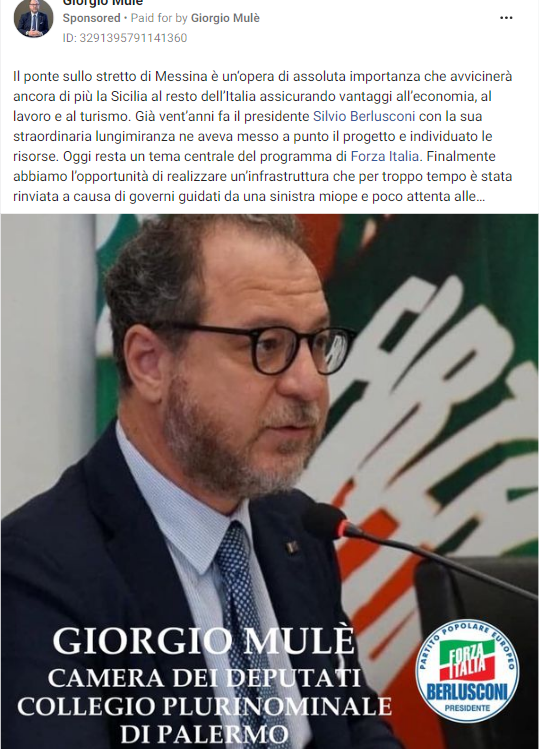 Giorgio Mulè
Sponsored • Paid for by Giorgio Mulè
ID: 3291395791141360
Il ponte sullo stretto di Messina è un'opera di assoluta importanza che avvicinerà
ancora di più la Sicilia al resto dell'Italia assicurando vantaggi all'economia, al
lavoro e al turismo. Già vent'anni fa il presidente Silvio Berlusconi con la sua
straordinaria lungimiranza ne aveva messo a punto il progetto e individuato le
risorse. Oggi resta un tema centrale del programma di Forza Italia. Finalmente
abbiamo l'opportunità di realizzare un'infrastruttura che per troppo tempo è stata
rinviata a causa di governi guidati da una sinistra miope e poco attenta alle…
GIORGIO MULÈ
CAMERA DEI DEPUTATI
COLLEGIO PLURINOMINALE
DI PALERMO
PARTITO POPOLARE EUROPEO
FORZA
ITALIA
BERLUSCONI
PRESIDENTE